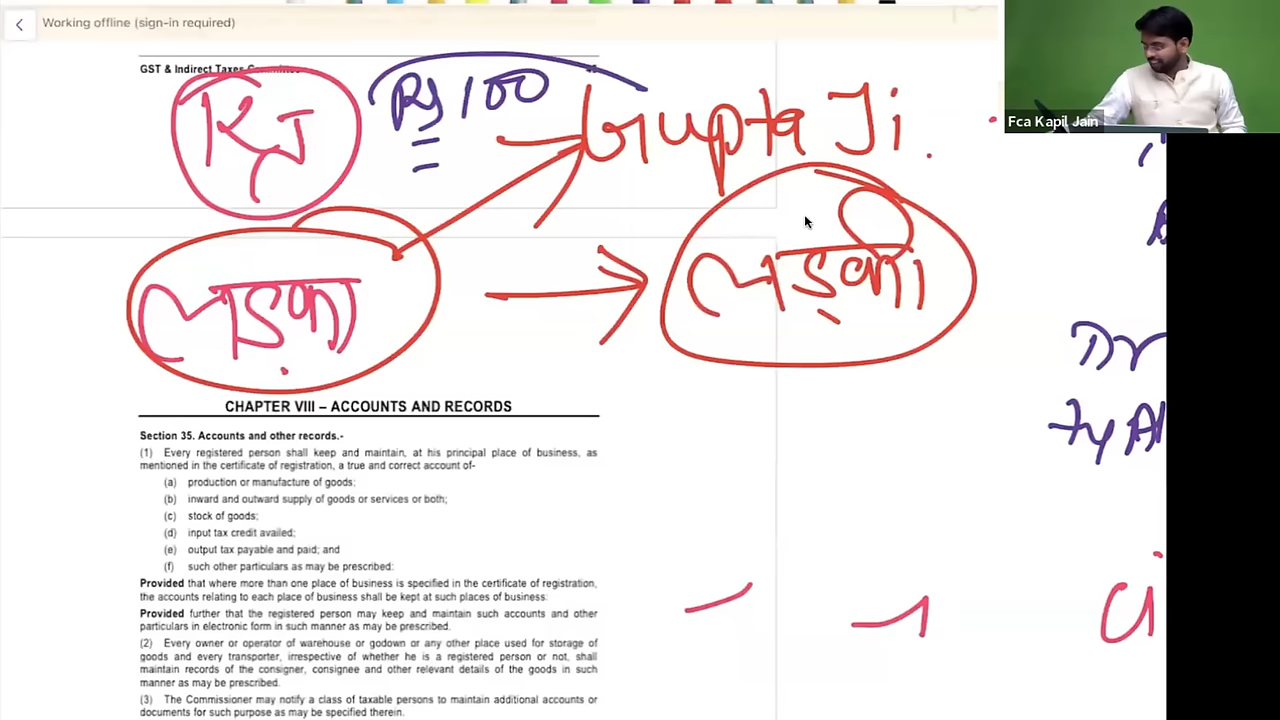 Working offline (sign-in required)
GST & Indirect Taxes Committee
RJ Rs 100 Gupta Ji.
लड़का लड़की
Fca Kapil Jain
CHAPTER VIII – ACCOUNTS AND RECORDS
Section 35. Accounts and other records.-
(1) Every registered person shall keep and maintain, at his principal place of business, as
mentioned in the certificate of registration, a true and correct account of-
(a) production or manufacture of goods;
(b) inward and outward supply of goods or services or both;
(c) stock of goods;
(d) input tax credit availed;
(e) output tax payable and paid; and
(f) such other particulars as may be prescribed:
Provided that where more than one place of business is specified in the certificate of registration,
the accounts relating to each place of business shall be kept at such places of business:
Provided further that the registered person may keep and maintain such accounts and other
particulars in electronic form in such manner as may be prescribed.
(2) Every owner or operator of warehouse or godown or any other place used for storage of
goods and every transporter, irrespective of whether he is a registered person or not, shall
maintain records of the consigner, consignee and other relevant details of the goods in such
manner as may be prescribed.
(3) The Commissioner may notify a class of taxable persons to maintain additional accounts or
documents for such purpose as may be specified therein.